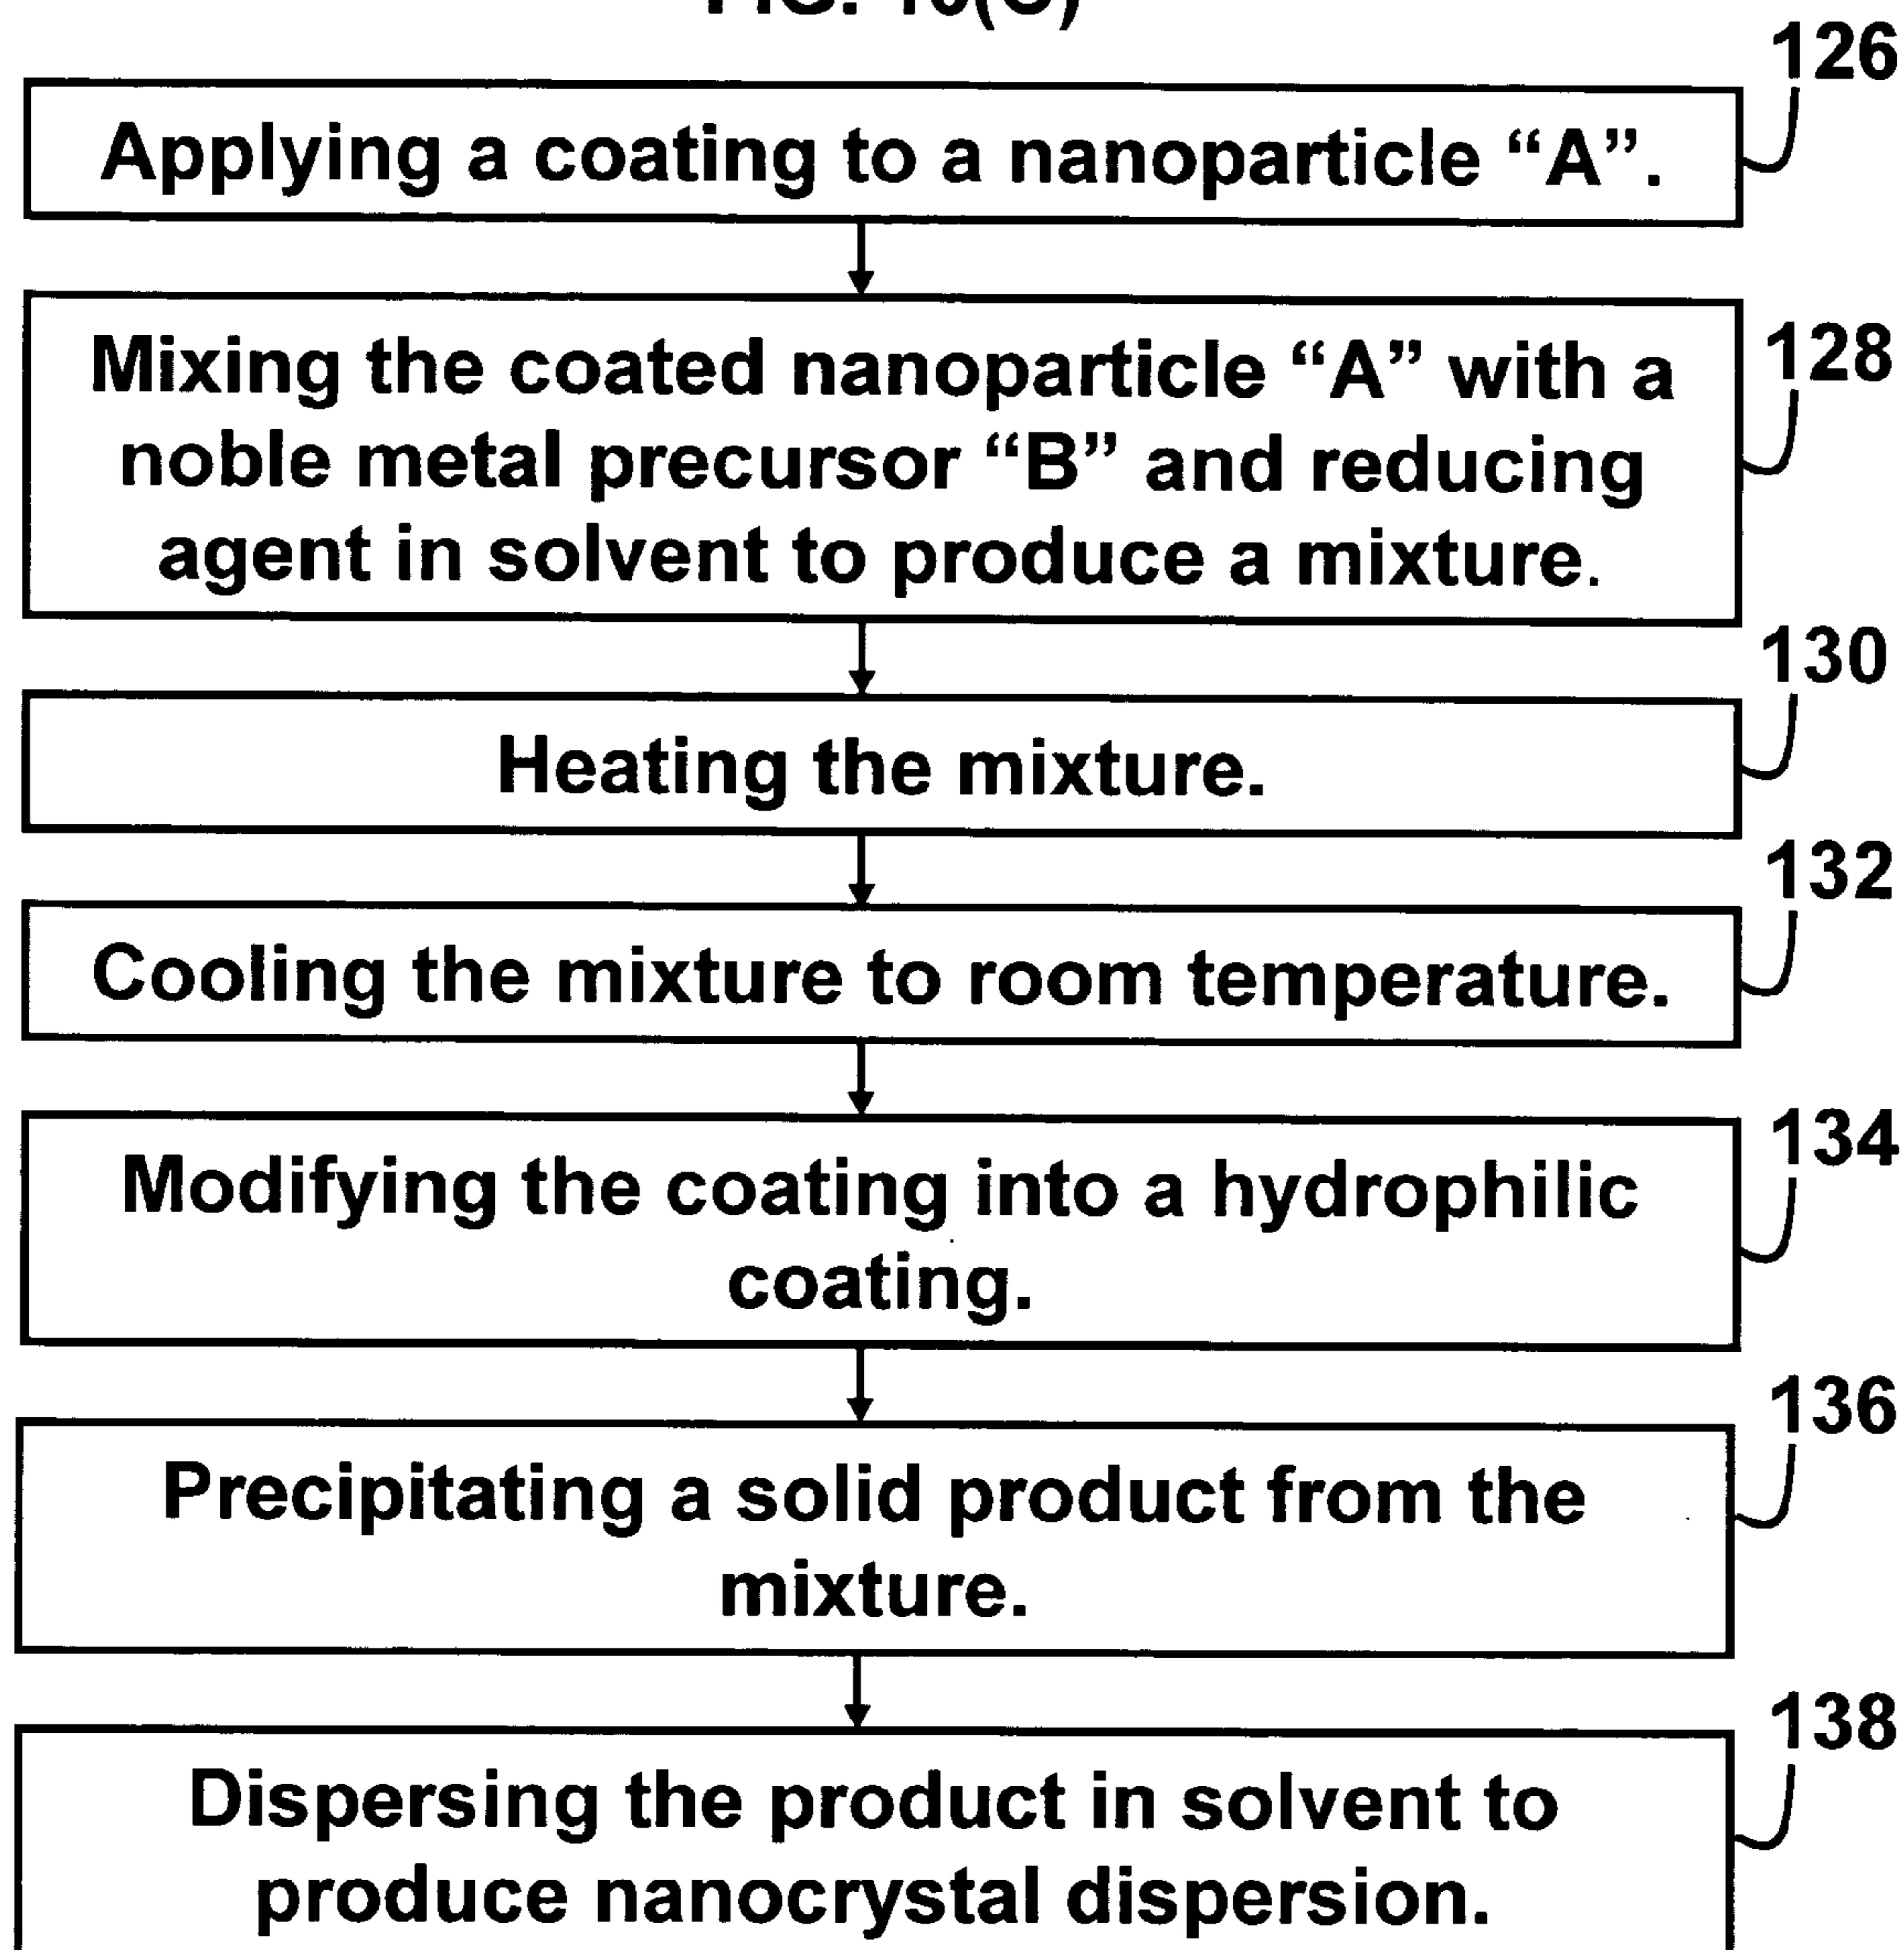 126
Applying a coating to a nanoparticle “A”.
Mixing the coated nanoparticle “A” with a
128
noble metal precursor “B” and reducing
agent in solvent to produce a mixture.
130
Heating the mixture.
132
Cooling the mixture to room temperature.
134
Modifying the coating into a hydrophilic
coating.
136
Precipitating a solid product from the
mixture.
138
Dispersing the product in solvent to
produce nanocrystal dispersion.